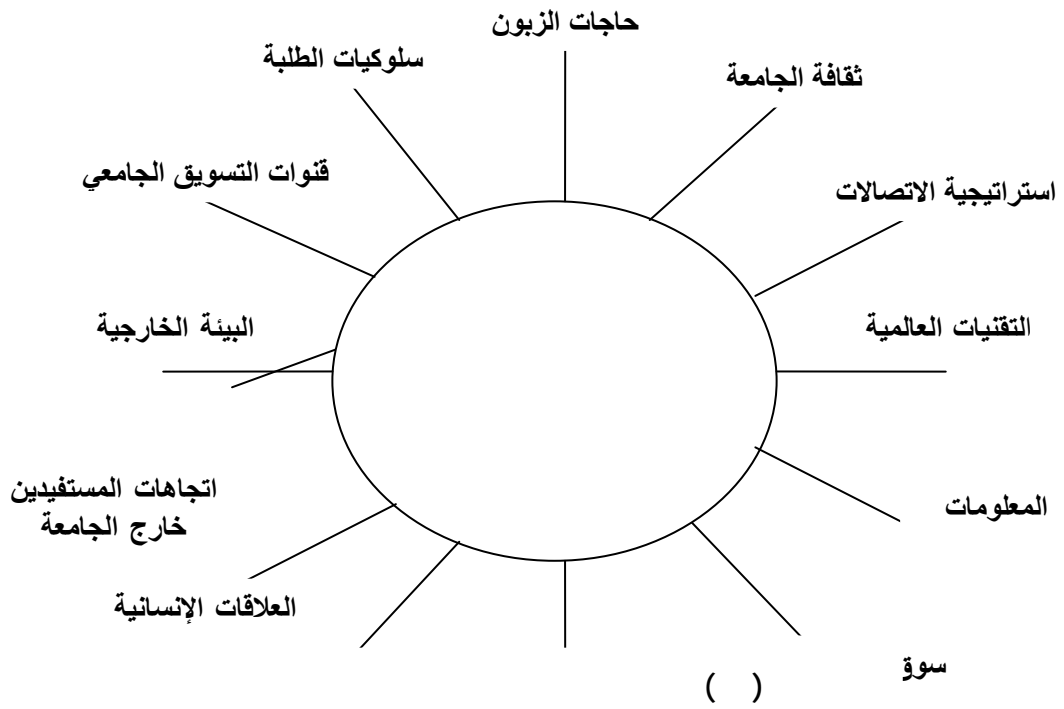 حاجات الزبون
سلوكيات الطلبة
ثقافة الجامعة
قنوات التسويق الجامعي
استراتيجية الاتصالات
البيئة الخارجية
التقنيات العالمية
اتجاهات المستفيدين
خارج الجامعة
المعلومات
العلاقات الإنسانية
سوق
( )